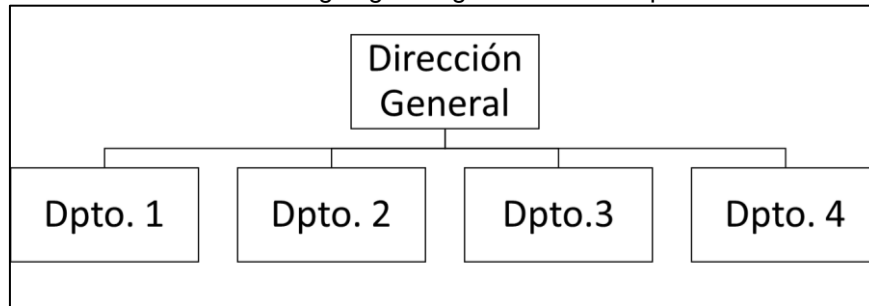 Dirección
General
Dpto. 1
Dpto. 2
Dpto.3
Dpto. 4